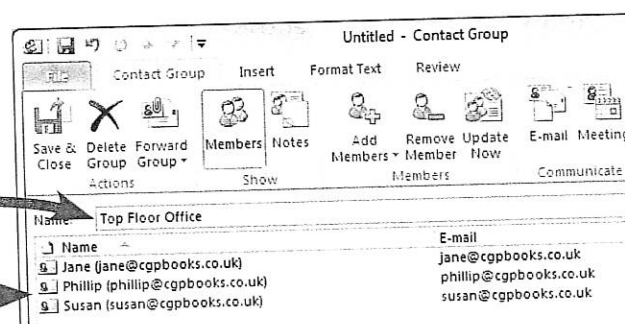 Untitled - Contact Group
File Contact Group Insert Format Text Review
Save & Close Delete Group Forward Group Members Notes Add Members Remove Member Update Now E-mail Meeting
Actions Show Members Communicate
Name: Top Floor Office
Name E-mail
Jane (jane@cgpbooks.co.uk) jane@cgpbooks.co.uk
Phillip (phillip@cgpbooks.co.uk) phillip@cgpbooks.co.uk
Susan (susan@cgpbooks.co.uk) susan@cgpbooks.co.uk